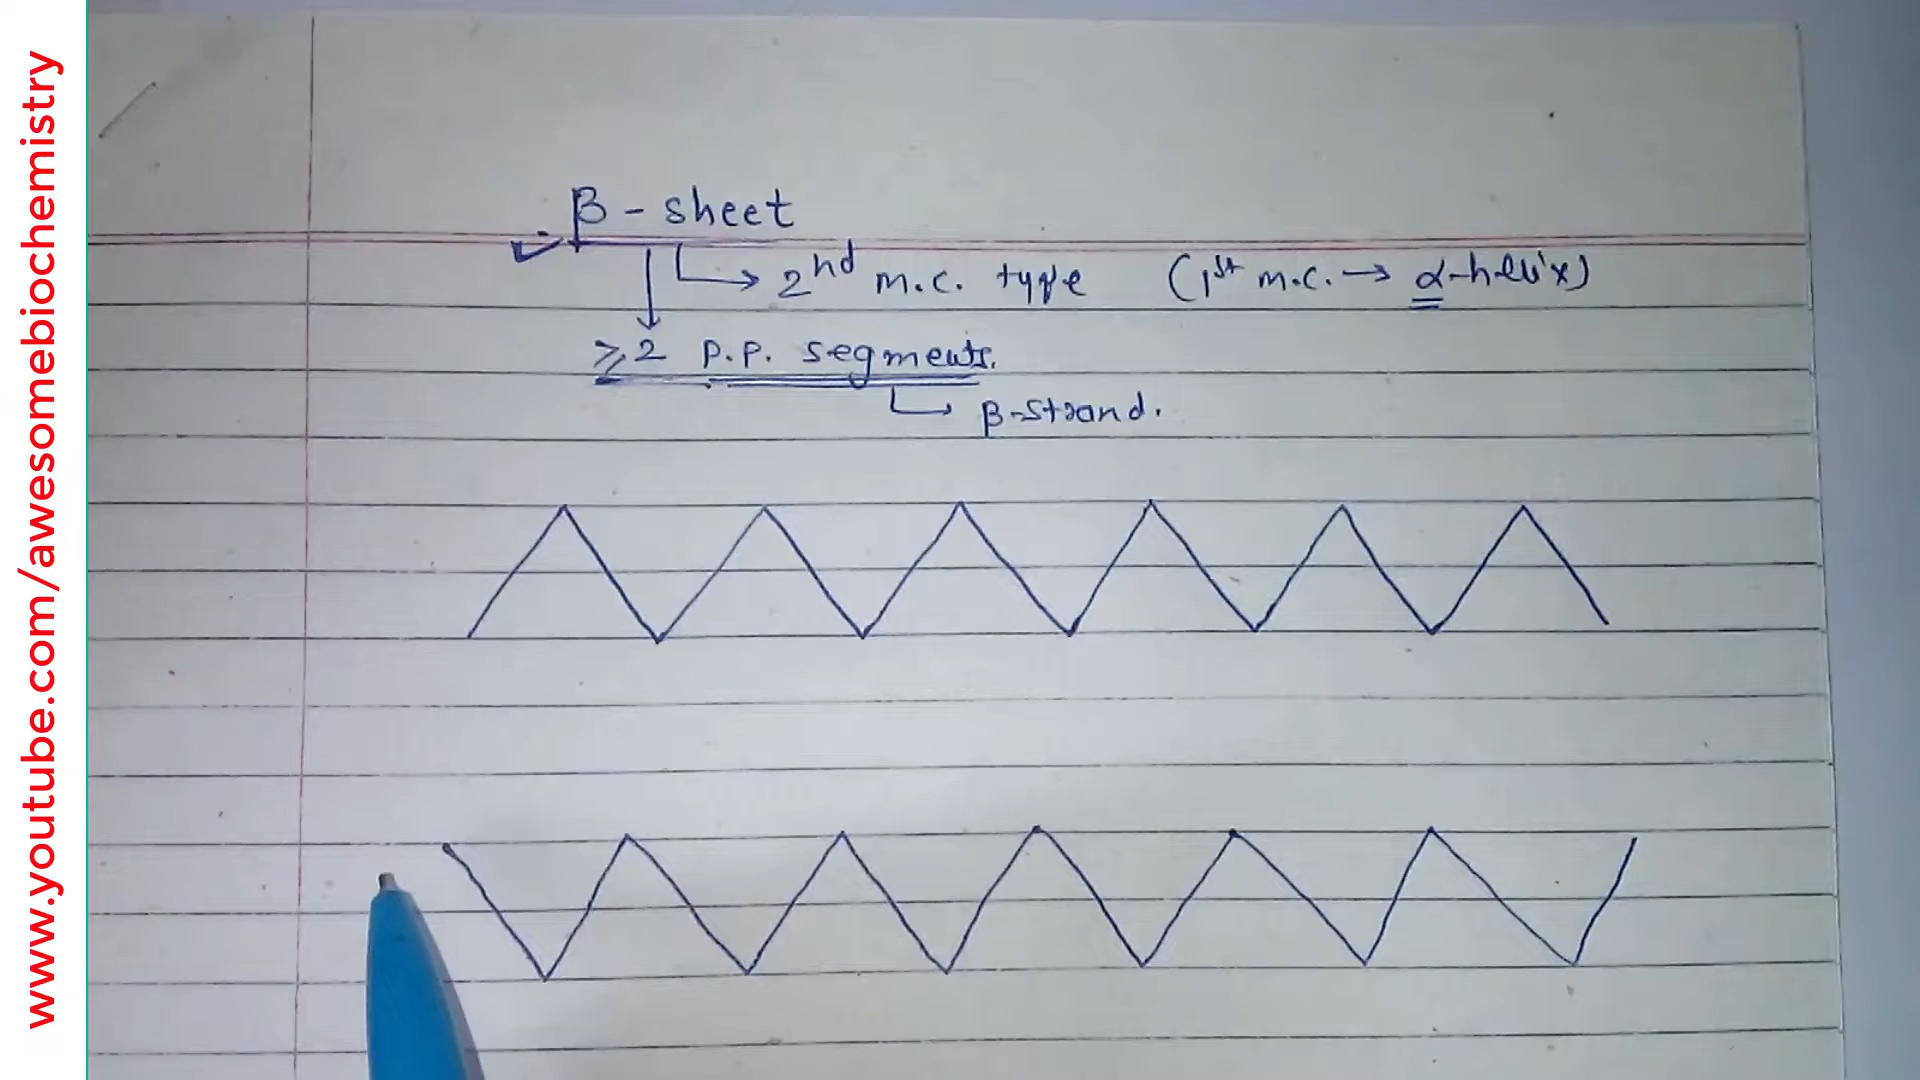 www.youtube.com/awesomebiochemistry
β - sheet
2nd m.c. type (1st m.c. → α-helix)
≥2 p.p. segments.
β-strand.